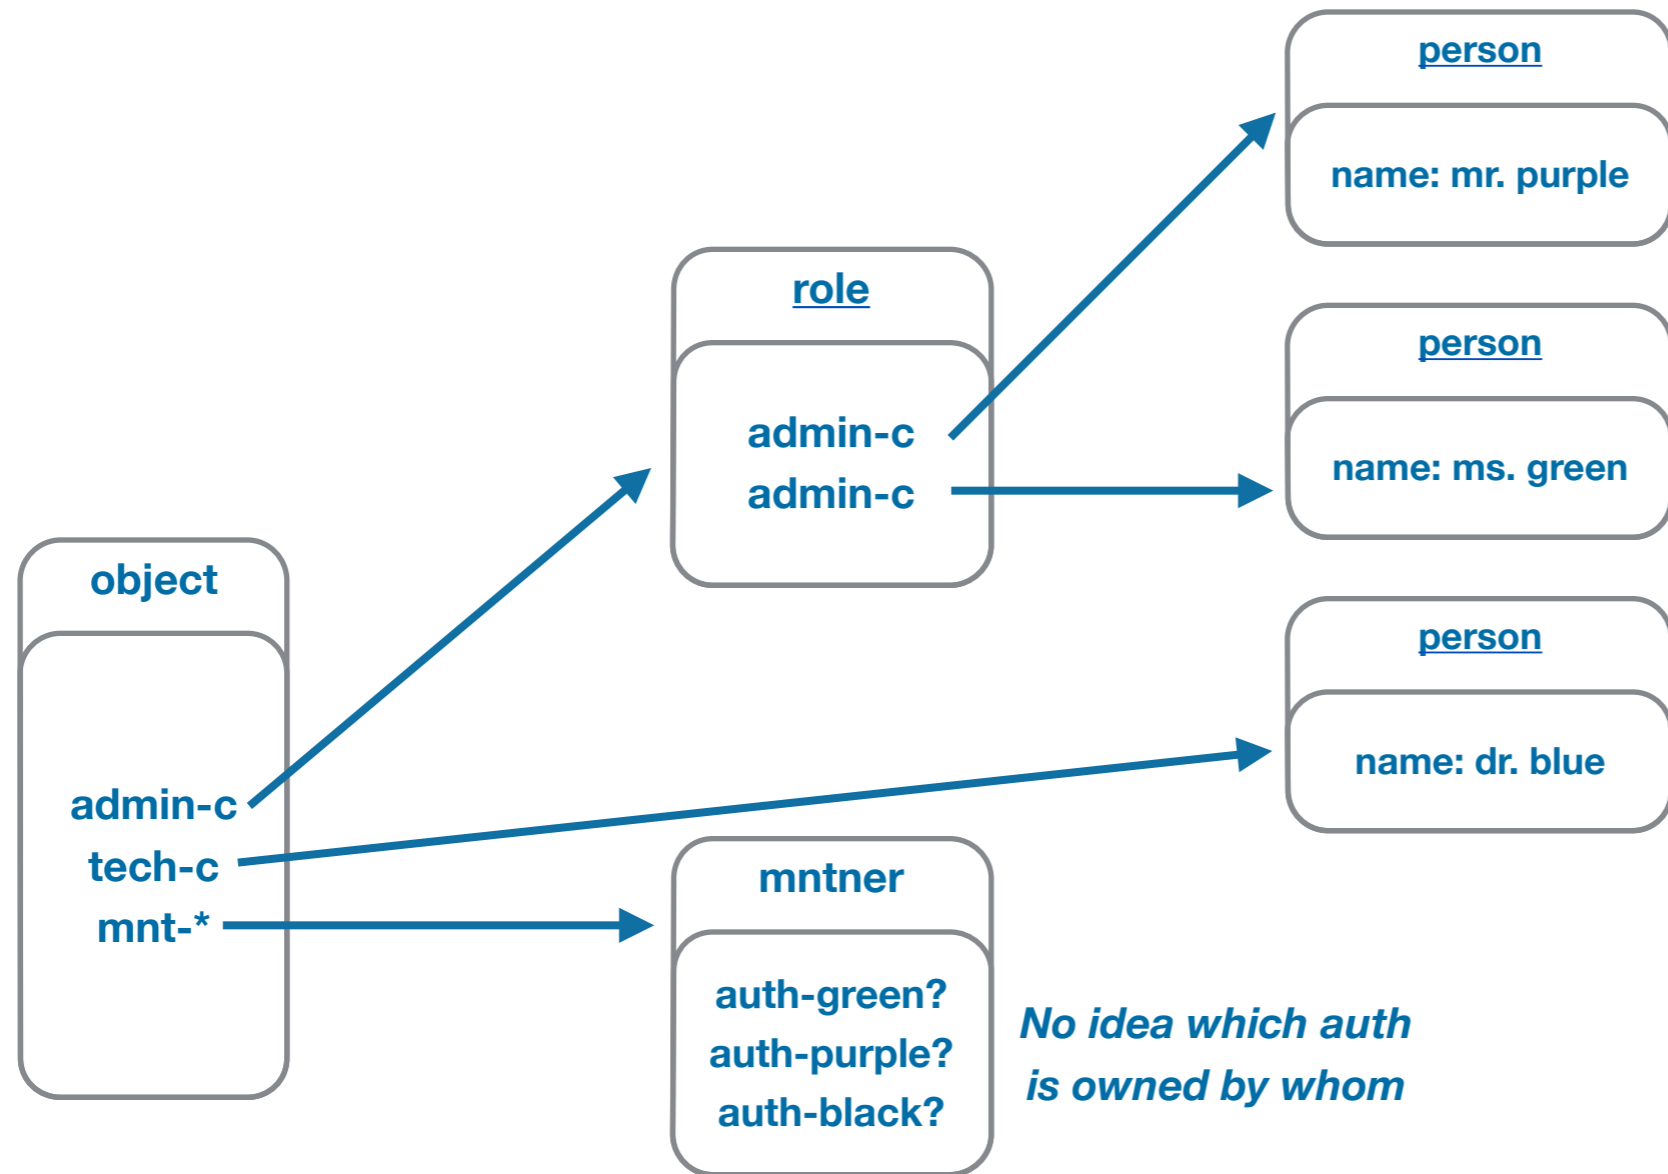 person
name: mr. purple
role
admin-c
admin-c
person
name: ms. green
object
admin-c
tech-c
mnt-*
person
name: dr. blue
mntner
auth-green?
auth-purple?
auth-black?
No idea which auth
is owned by whom